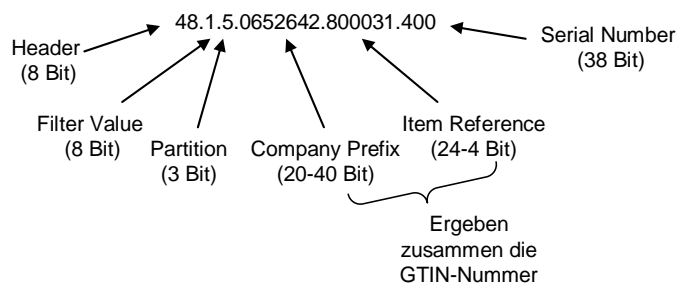 48.1.5.0652642.800031.400
Header
(8 Bit)
Serial Number
(38 Bit)
Filter Value
(8 Bit)
Partition
(3 Bit)
Company Prefix
(20-40 Bit)
Item Reference
(24-4 Bit)
Ergeben
zusammen die
GTIN-Nummer